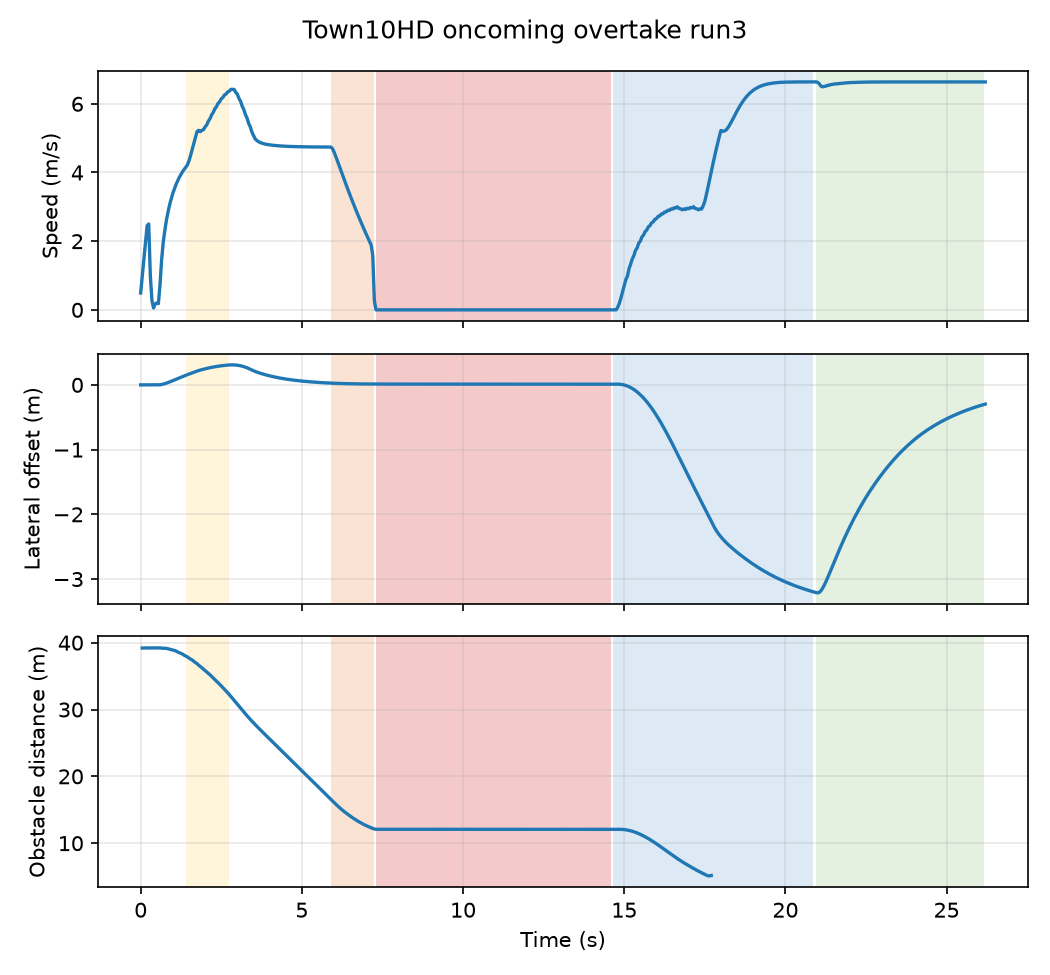 Town10HD oncoming overtake run3
Speed (m/s)
6
4
2
0
Lateral offset (m)
0
−1
−2
−3
Obstacle distance (m)
40
30
20
10
0 5 10 15 20 25
Time (s)